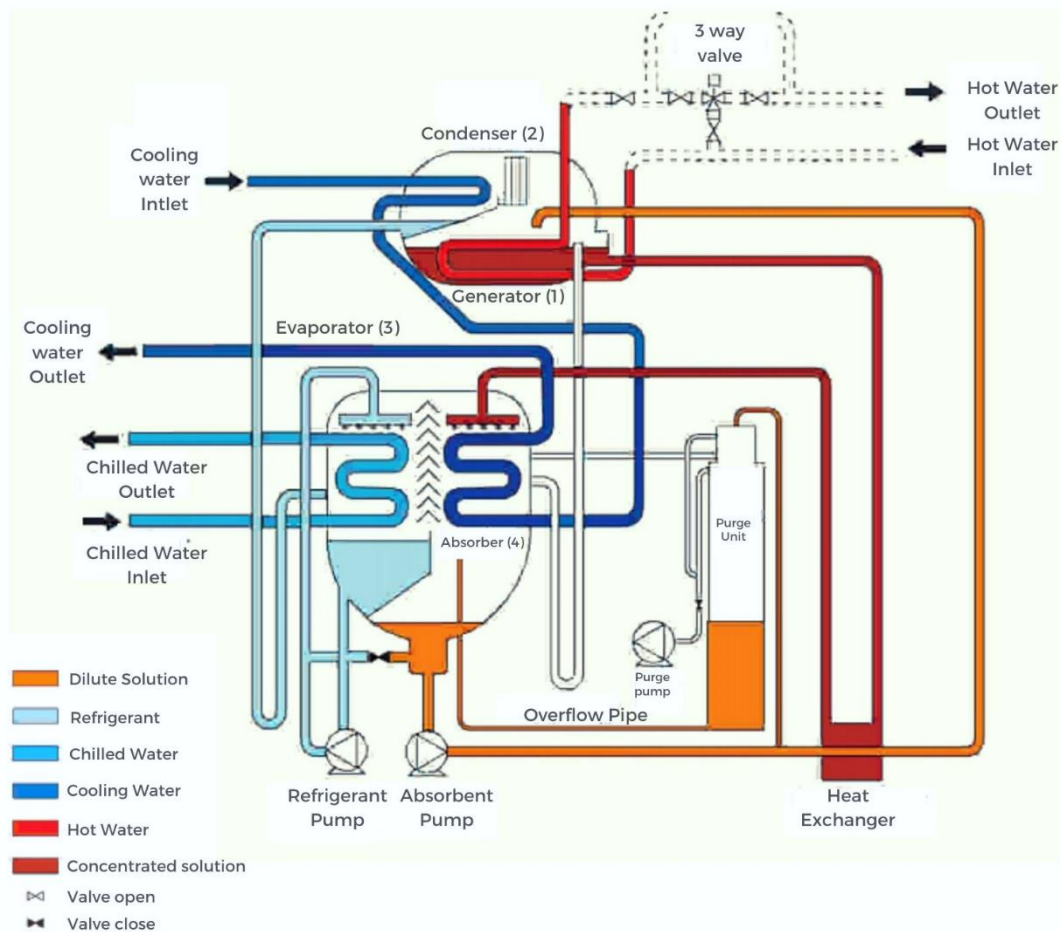 3 way
valve
Hot Water
Outlet
Hot Water
Inlet
Condenser (2)
Cooling
water
Intlet
Generator (1)
Evaporator (3)
Cooling
water
Outlet
Chilled Water
Outlet
Chilled Water
Inlet
Absorber (4)
Purge
Unit
Purge
pump
Overflow Pipe
Refrigerant
Pump
Absorbent
Pump
Heat
Exchanger
Dilute Solution
Refrigerant
Chilled Water
Cooling Water
Hot Water
Concentrated solution
Valve open
Valve close